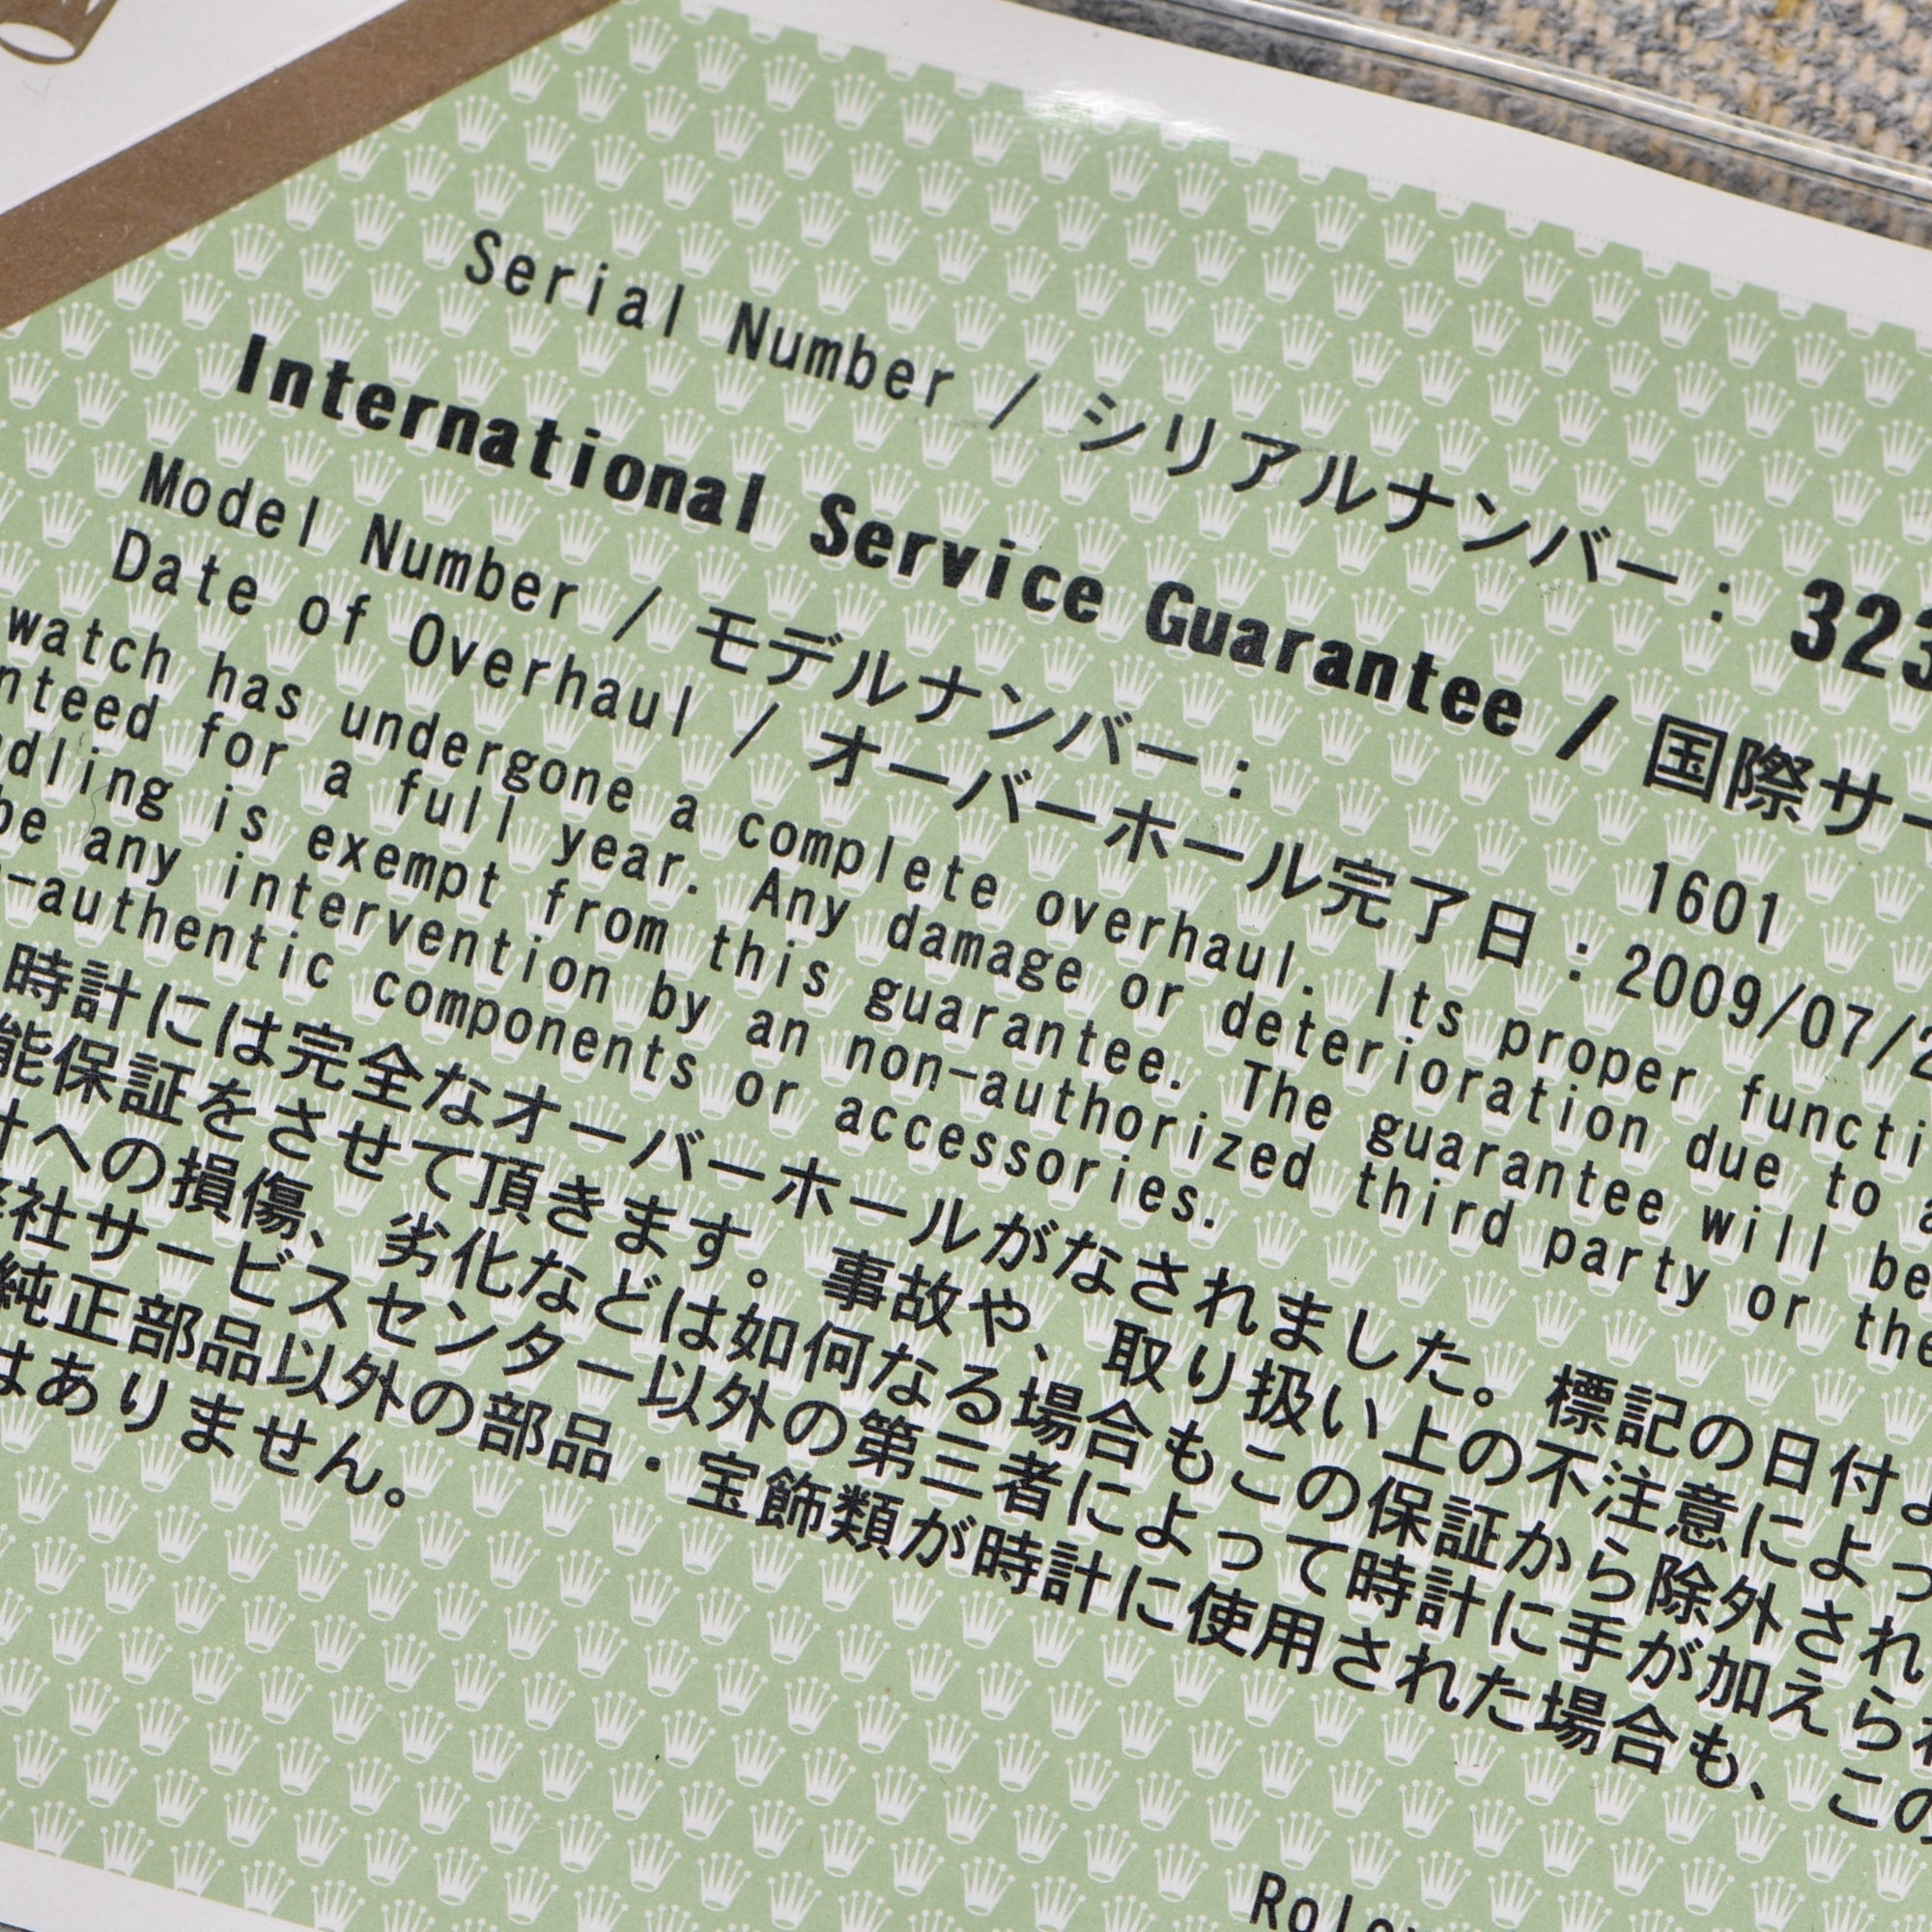 Serial Number / シリアルナンバー : 323
International Service Guarantee / 国際サー
Model Number / モデルナンバー : 1601
Date of Overhaul / オーバーホール完了日 : 2009/07/2
watch has undergone a complete overhaul. Its proper functi
nteed for a full year. Any damage or deterioration due to a
dling is exempt from this guarantee. The guarantee will be
be any intervention by an non-authorized third party or the
-authentic components or accessories.
時計には完全なオーバーホールがなされました。標記の日付よ
能保証をさせて頂きます。事故や、取り扱い上の不注意によっ
計への損傷、劣化などは如何なる場合もこの保証から除外され
弊社サービスセンター以外の第三者によって時計に手が加えられ
純正部品以外の部品・宝飾類が時計に使用された場合も、この
はありません。
Rolex